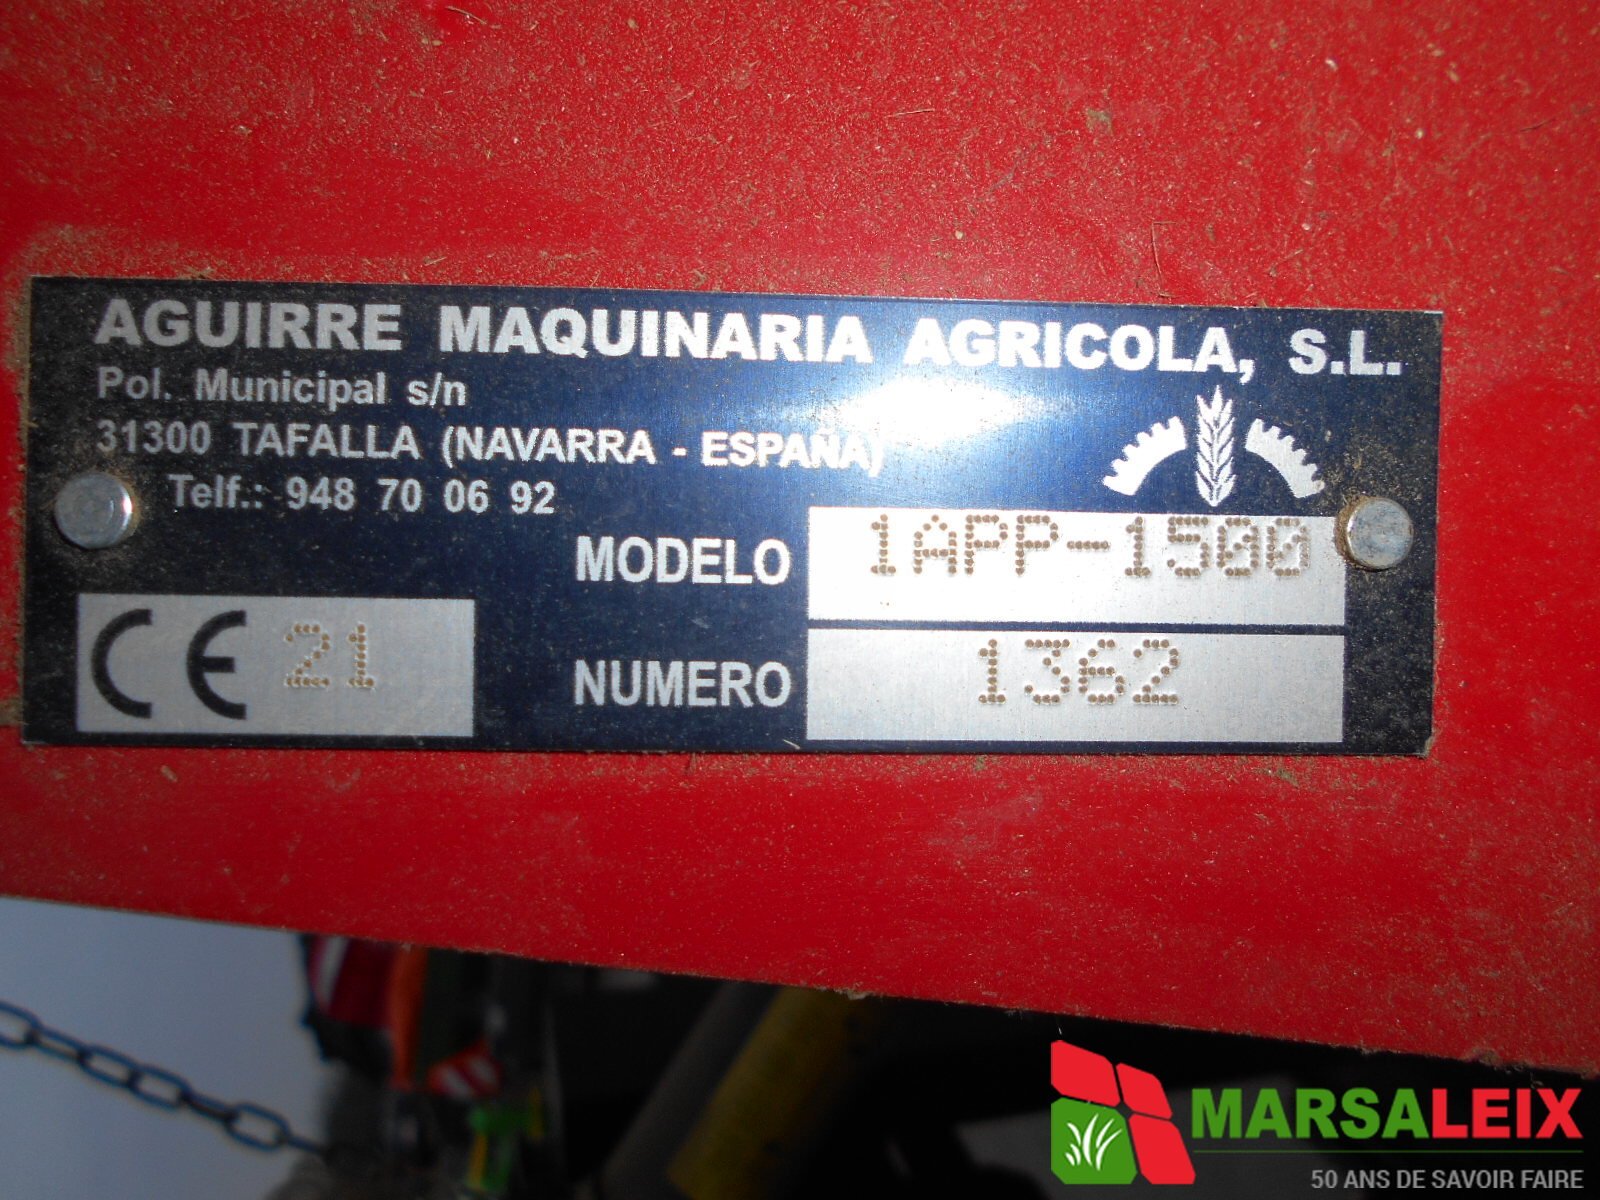 AGUIRRE MAQUINARIA AGRICOLA, S.L.
Pol. Municipal s/n
31300 TAFALLA (NAVARRA - ESPAÑA)
Telf.: 948 70 06 92
MODELO 1APP-1500
CE 21
NUMERO 1362
MARSALEIX
50 ANS DE SAVOIR FAIRE